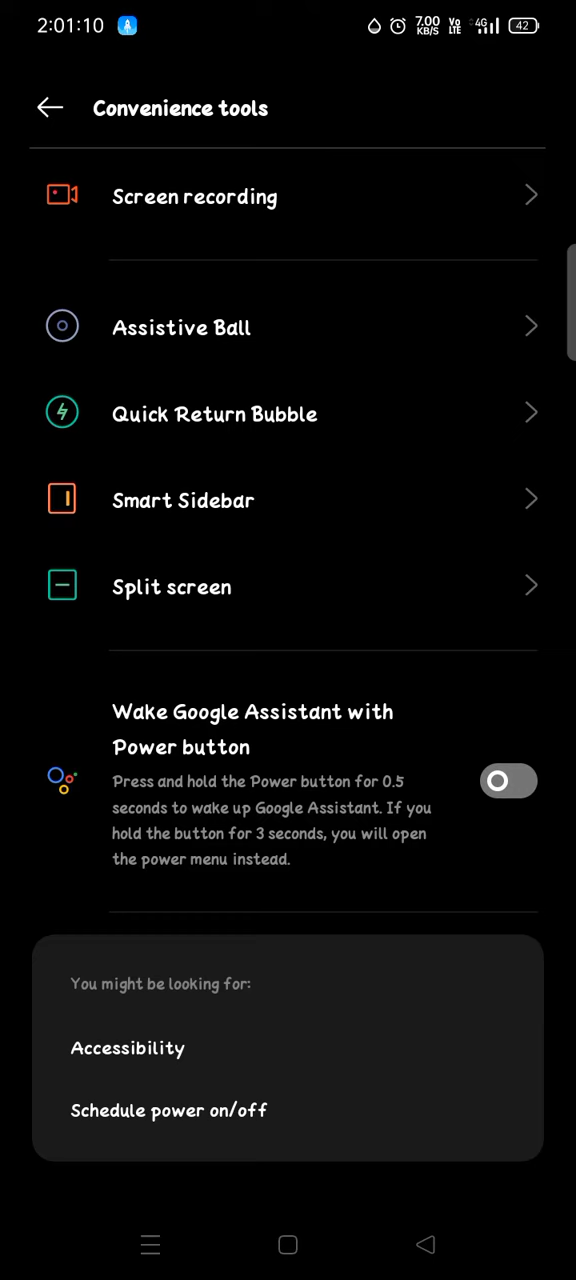 2:01:10
7.00 KB/S Vo LTE 4G 42
Convenience tools
Screen recording
Assistive Ball
Quick Return Bubble
Smart Sidebar
Split screen
Wake Google Assistant with
Power button
Press and hold the Power button for 0.5
seconds to wake up Google Assistant. If you
hold the button for 3 seconds, you will open
the power menu instead.
You might be looking for:
Accessibility
Schedule power on/off